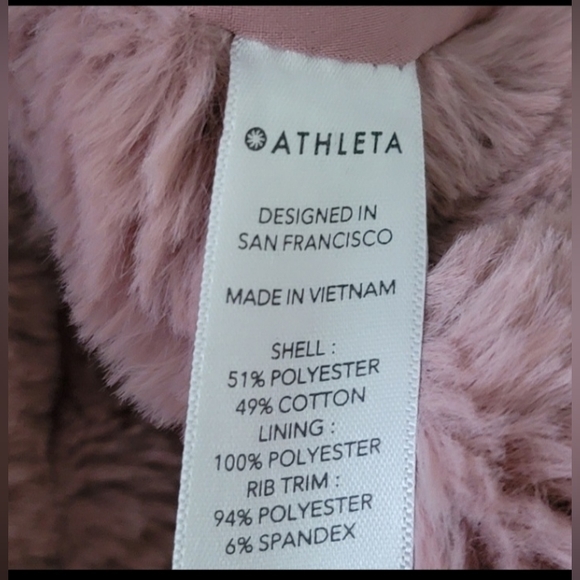 ATHLETA
DESIGNED IN
SAN FRANCISCO
MADE IN VIETNAM
SHELL :
51% POLYESTER
49% COTTON
LINING :
100% POLYESTER
RIB TRIM :
94% POLYESTER
6% SPANDEX